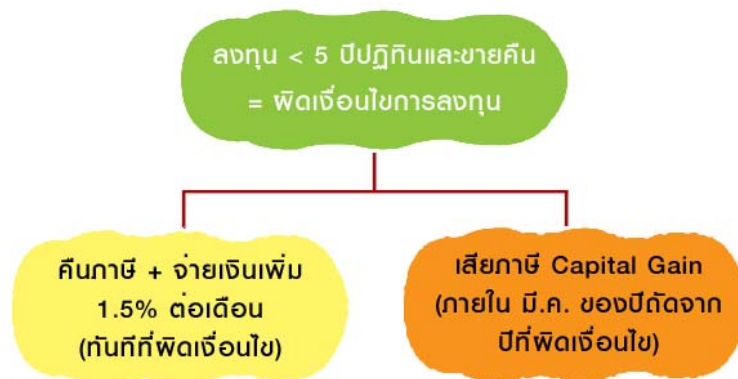 ลงทุน < 5 ปีปฏิทินและขายคืน
= ผิดเงื่อนไขการลงทุน
คืนภาษี + จ่ายเงินเพิ่ม
1.5% ต่อเดือน
(ทันทีที่ผิดเงื่อนไข)
เสียภาษี Capital Gain
(ภายใน มี.ค. ของปีถัดจาก
ปีที่ผิดเงื่อนไข)